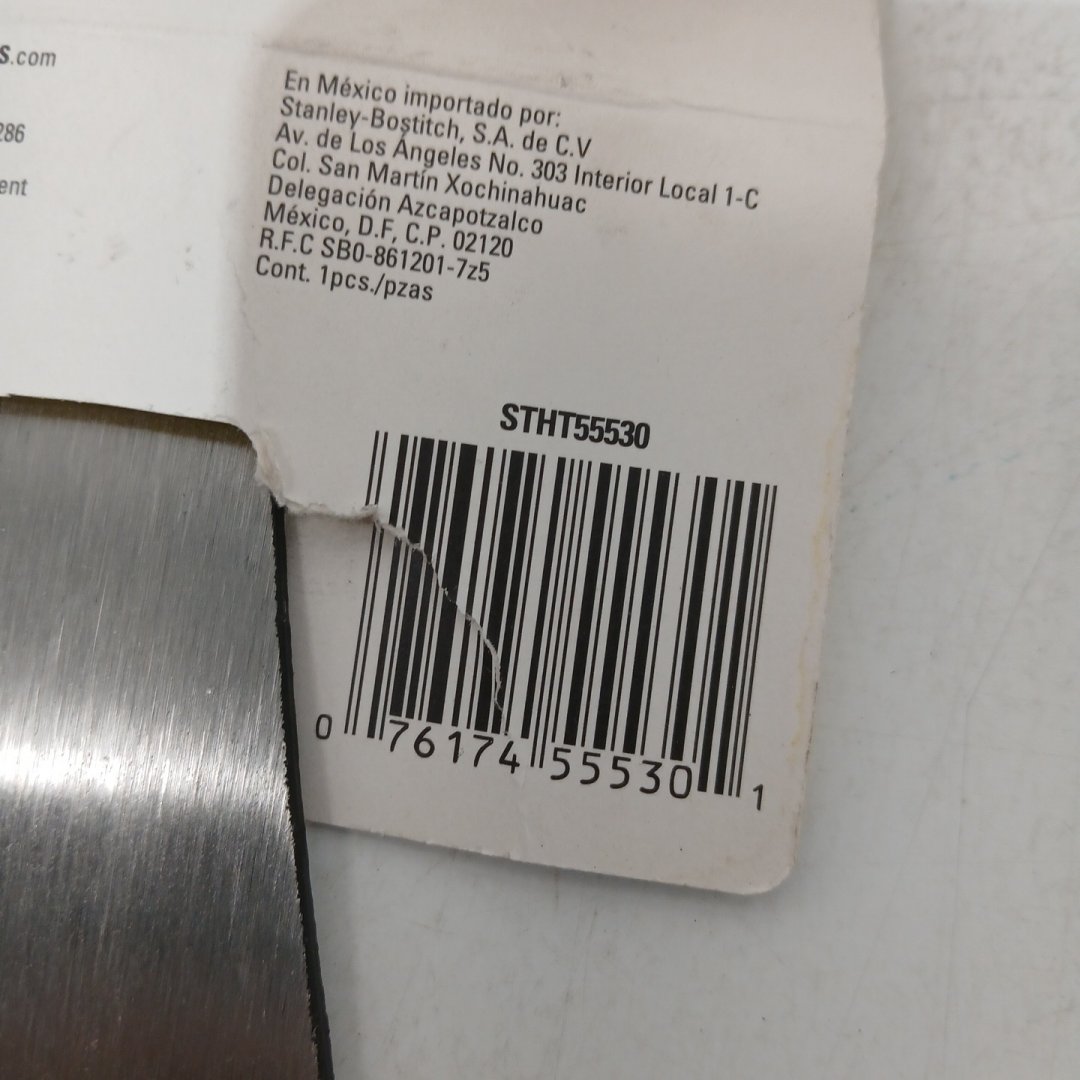 s.com
286
ent
En México importado por:
Stanley-Bostitch, S.A. de C.V
Av. de Los Ángeles No. 303 Interior Local 1-C
Col. San Martín Xochinahuac
Delegación Azcapotzalco
México, D.F, C.P. 02120
R.F.C SB0-861201-7z5
Cont. 1pcs./pzas
STHT55530
0 76174 55530 1